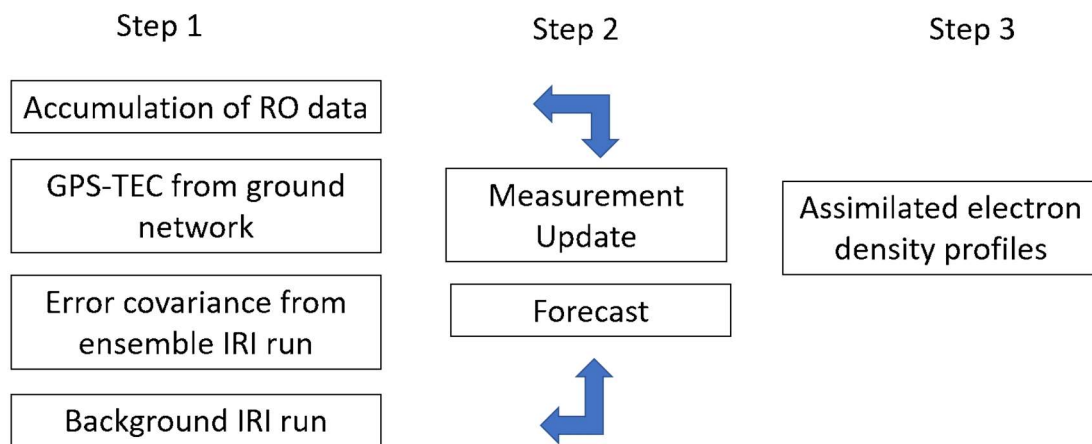 Step 1
Accumulation of RO data
GPS-TEC from ground
network
Error covariance from
ensemble IRI run
Background IRI run
Step 2
Measurement
Update
Forecast
Step 3
Assimilated electron
density profiles